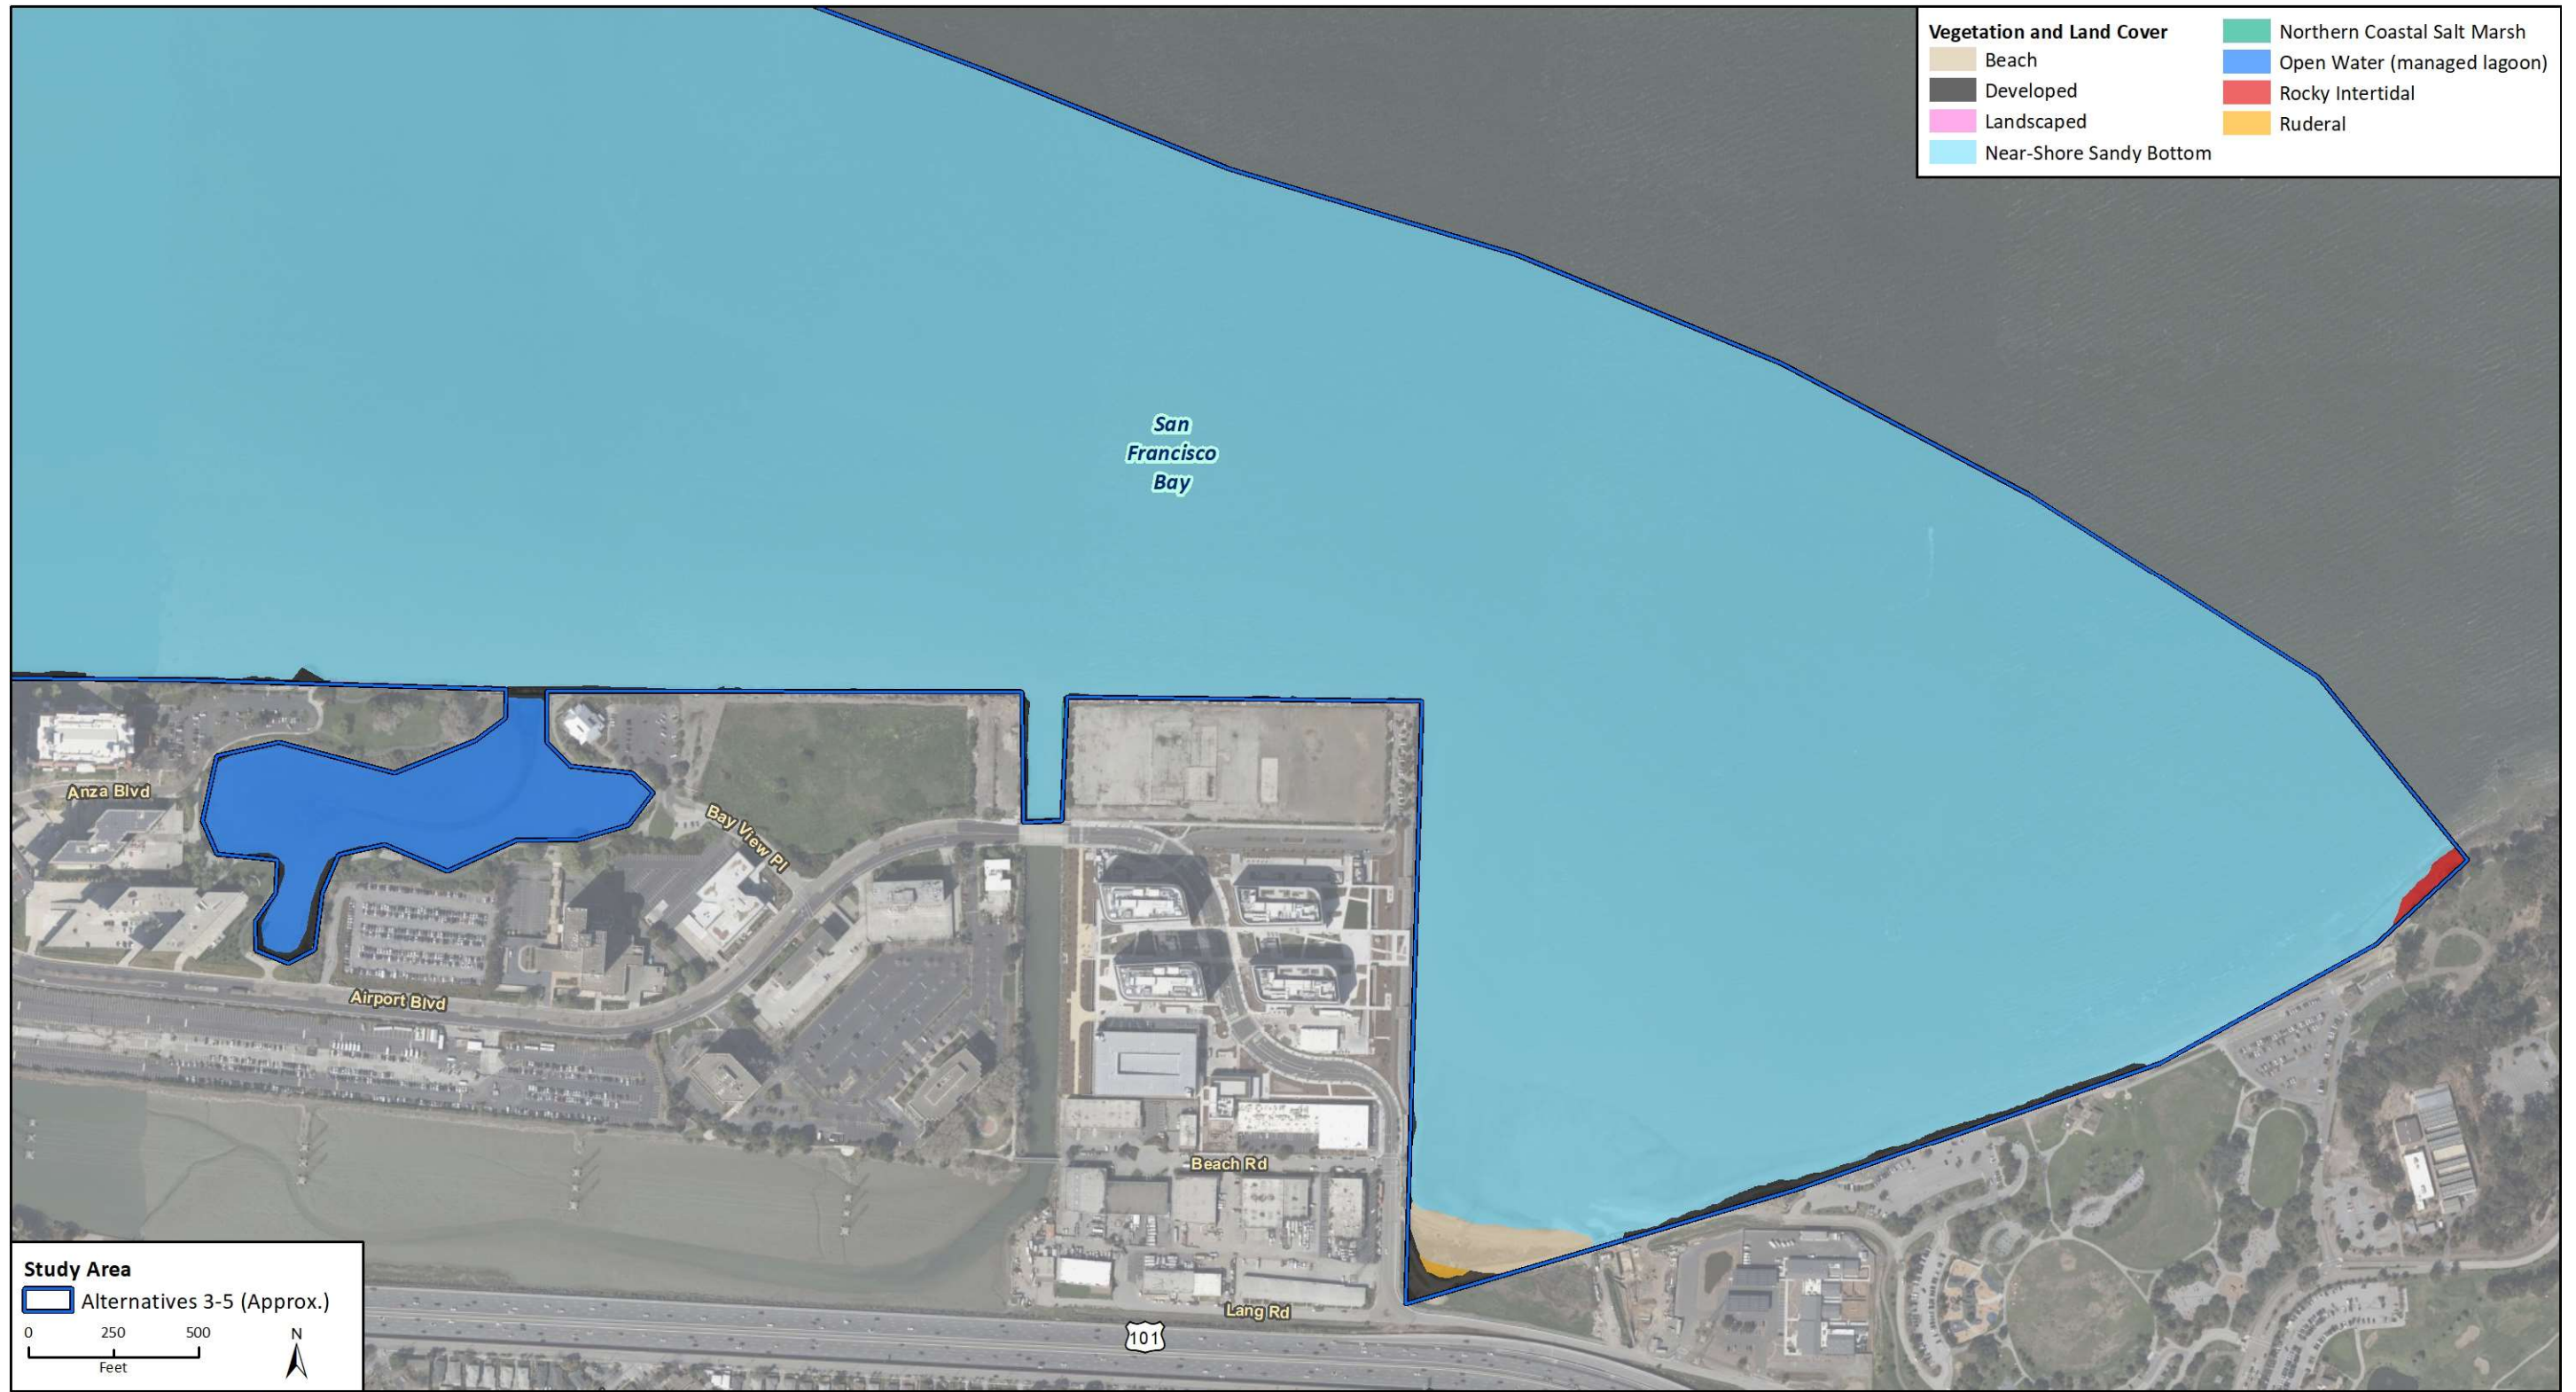 Vegetation and Land Cover
Beach
Developed
Landscaped
Near-Shore Sandy Bottom
Northern Coastal Salt Marsh
Open Water (managed lagoon)
Rocky Intertidal
Ruderal
San
Francisco
Bay
Anza Blvd
Bay View Pl
Airport Blvd
Beach Rd
Lang Rd
101
Study Area
Alternatives 3-5 (Approx.)
0 250 500
Feet
N